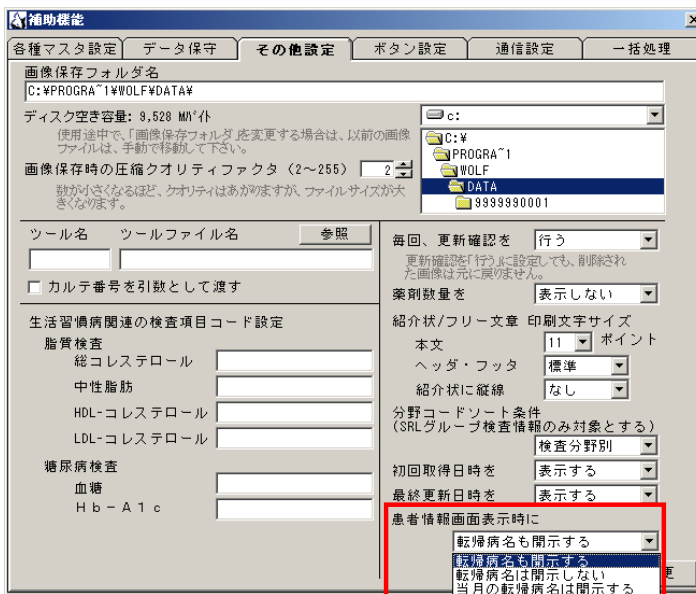 補助機能
各種マスタ設定 データ保守 その他設定 ボタン設定 通信設定 一括処理
画像保存フォルダ名
C:¥PROGRA~1¥WOLF¥DATA¥
ディスク空き容量: 9,528 Mバイト
使用途中で、「画像保存フォルダ」を変更する場合は、以前の画像
ファイルは、手動で移動して下さい。
画像保存時の圧縮クオリティファクタ (2~255) 2
数が小さくなるほど、クオリティはあがりますが、ファイルサイズが大
きくなります。
c:
C:¥
PROGRA~1
WOLF
DATA
9999990001
ツール名 ツールファイル名 参照
カルテ番号を引数として渡す
生活習慣病関連の検査項目コード設定
脂質検査
総コレステロール
中性脂肪
HDL-コレステロール
LDL-コレステロール
糖尿病検査
血糖
Hb-A1c
毎回、更新確認を 行う
更新確認を「行う」に設定しても、削除され
た画像は元に戻りません。
薬剤数量を 表示しない
紹介状/フリー文章 印刷文字サイズ
本文 11 ポイント
ヘッダ・フッタ 標準
紹介状に縦線 なし
分野コードソート条件
(SRLグループ検査情報のみ対象とする)
検査分野別
初回取得日時を 表示する
最終更新日時を 表示する
患者情報画面表示時に
転帰病名も開示する
転帰病名も開示する
転帰病名は開示しない
当月の転帰病名は開示する
更